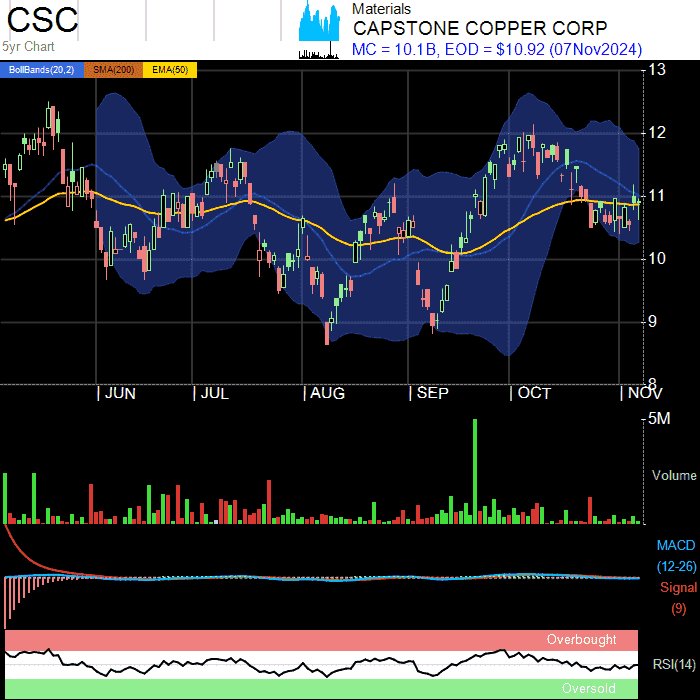 CSC
5yr Chart
Materials
CAPSTONE COPPER CORP
MC = 10.1B, EOD = $10.92 (07Nov2024)
BollBands(20,2) SMA(200) EMA(50)
13
12
11
10
9
8
JUN JUL AUG SEP OCT NOV
5M
Volume
MACD
(12-26)
Signal
(9)
Overbought
RSI(14)
Oversold